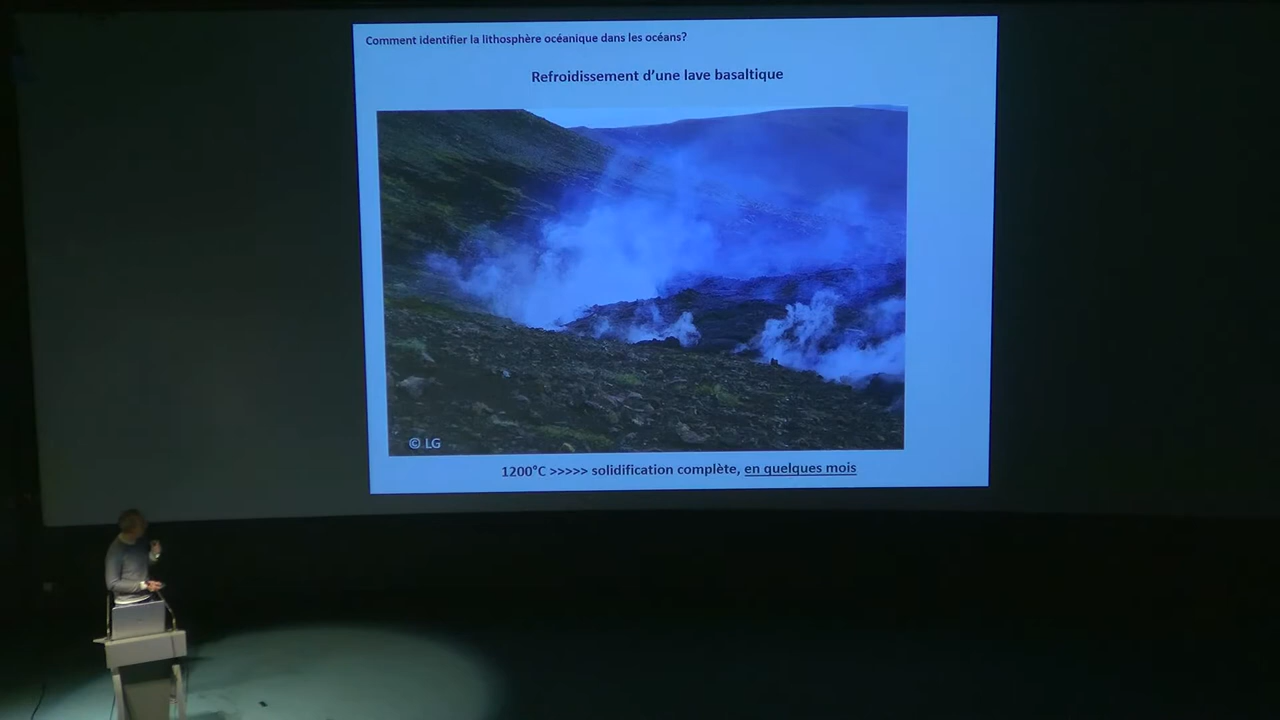 Comment identifier la lithosphère océanique dans les océans?
Refroidissement d’une lave basaltique
© LG
1200°C >>>>> solidification complète, en quelques mois